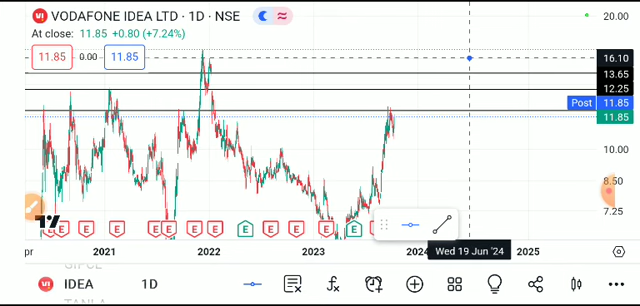 VODAFONE IDEA LTD · 1D · NSE
At close: 11.85 +0.80 (+7.24%)
11.85 0.00 11.85
20.00
16.10
13.65
12.25
Post 11.85
11.85
10.00
8.50
7.25
E E E E E E E E E E E E
pr 2021 2022 2023 2024 Wed 19 Jun '24 2025
IDEA 1D
TANLA